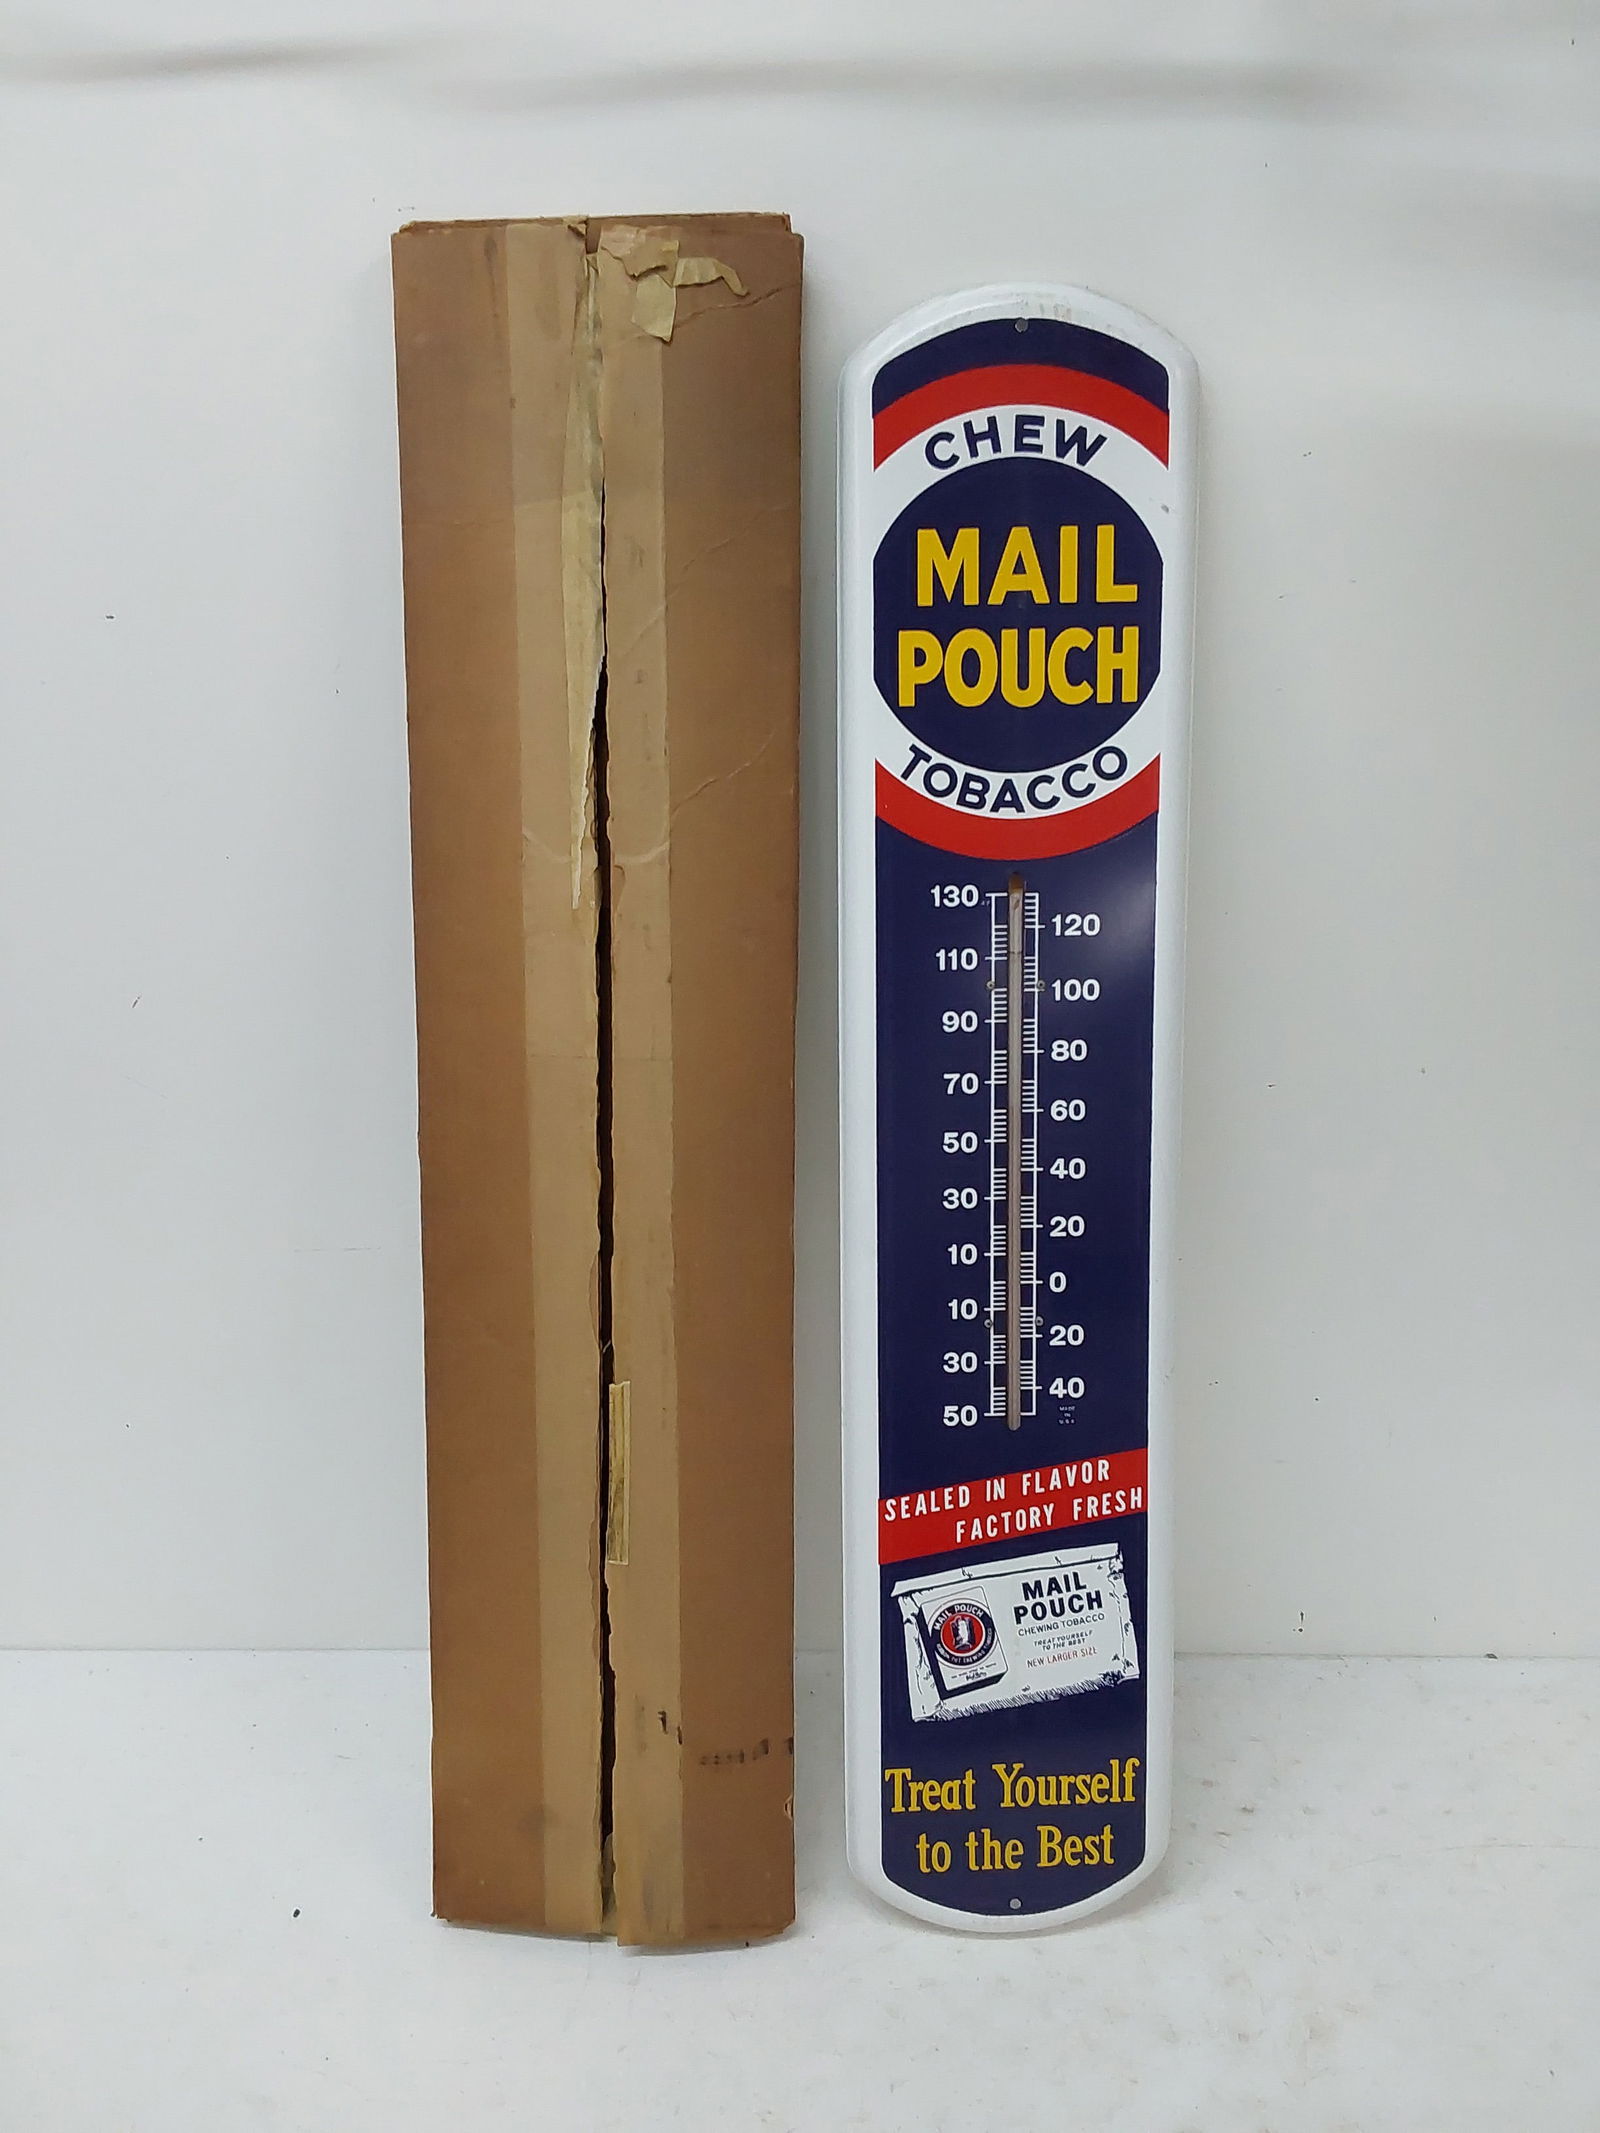 CHEW
MAIL
POUCH
TOBACCO
130
120
110
100
90
80
70
60
50
40
30
20
10
0
10
20
30
40
50
MADE
IN
U.S.A
SEALED IN FLAVOR
FACTORY FRESH
MAIL POUCH
MAIL
POUCH
CHEWING TOBACCO
TREAT YOURSELF
TO THE BEST
NEW LARGER SIZE
Treat Yourself
to the Best